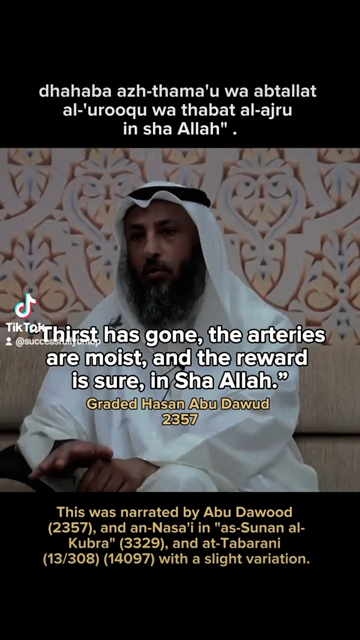 dhahaba azh-thama'u wa abtallat
al-'urooqu wa thabat al-ajru
in sha Allah" .
TikTok
Thirst has gone, the arteries
are moist, and the reward
is sure, in Sha Allah.”
Graded Hasan Abu Dawud
2357
This was narrated by Abu Dawood
(2357), and an-Nasa'i in "as-Sunan al-
Kubra" (3329), and at-Tabarani
(13/308) (14097) with a slight variation.